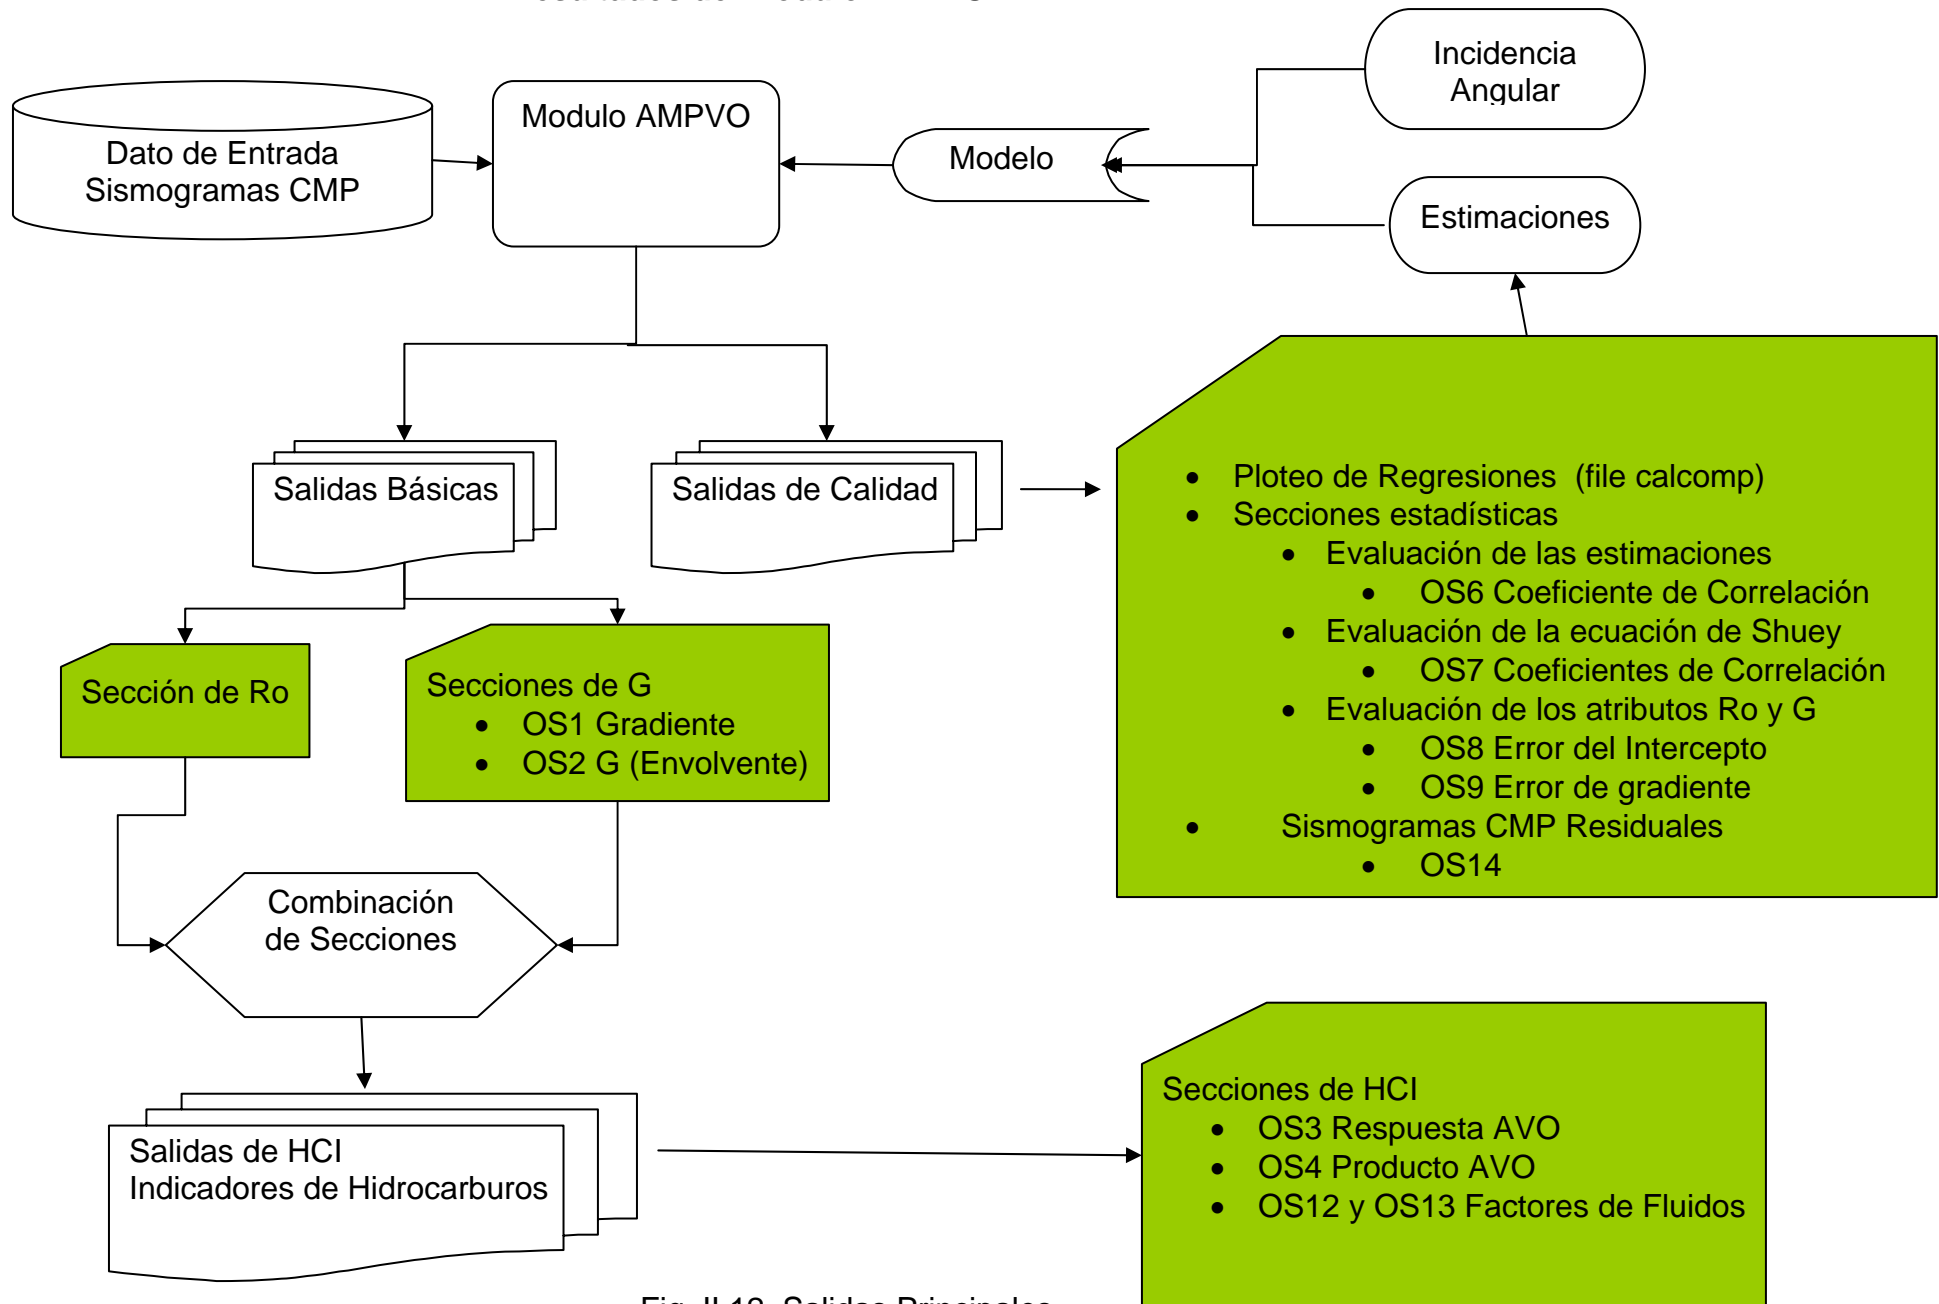 Incidencia
Angular
Modulo AMPVO
Dato de Entrada
Sismogramas CMP
Modelo
Estimaciones
Salidas Básicas
Salidas de Calidad
• Ploteo de Regresiones (file calcomp)
• Secciones estadísticas
• Evaluación de las estimaciones
• OS6 Coeficiente de Correlación
• Evaluación de la ecuación de Shuey
• OS7 Coeficientes de Correlación
• Evaluación de los atributos Ro y G
• OS8 Error del Intercepto
• OS9 Error de gradiente
• Sismogramas CMP Residuales
• OS14
Sección de Ro
Secciones de G
• OS1 Gradiente
• OS2 G (Envolvente)
Combinación
de Secciones
Salidas de HCI
Indicadores de Hidrocarburos
Secciones de HCI
• OS3 Respuesta AVO
• OS4 Producto AVO
• OS12 y OS13 Factores de Fluidos
Salidas Principales